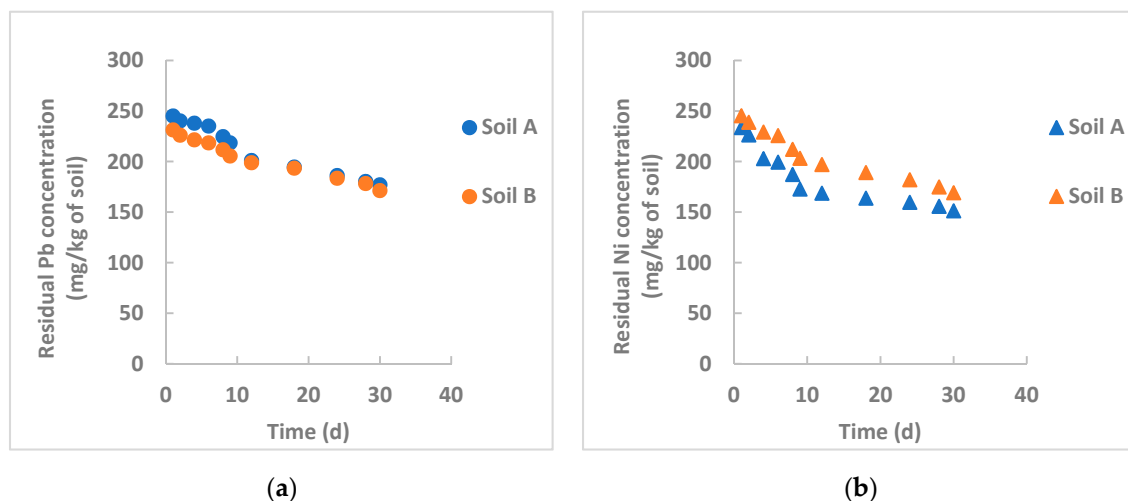 Residual Pb concentration
(mg/kg of soil)
300
250
200
150
100
50
0
0 10 20 30 40
Time (d)
Soil A
Soil B
(a)
Residual Ni concentration
(mg/kg of soil)
300
250
200
150
100
50
0
0 10 20 30 40
Time (d)
Soil A
Soil B
(b)